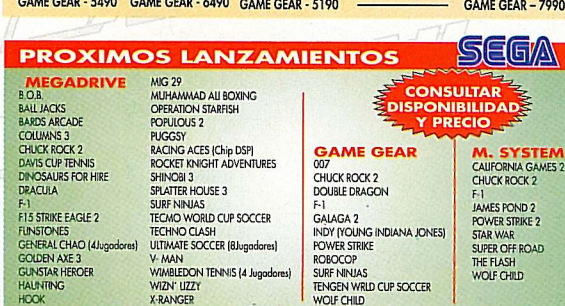 GAME GEAR - 5490 GAME GEAR - 6490 GAME GEAR - 5190 GAME GEAR - 7990
PROXIMOS LANZAMIENTOS
SEGA
MEGADRIVE
B.O.B.
BALL JACKS
BARDS ARCADE
COLUMNS 3
CHUCK ROCK 2
DAVIS CUP TENNIS
DINOSAURS FOR HIRE
DRACULA
F-1
F15 STRIKE EAGLE 2
FLINSTONES
GENERAL CHAO (4Jugadores)
GOLDEN AXE 3
GUNSTAR HEROER
HAUNTING
HOOK
MIG 29
MUHAMMAD ALI BOXING
OPERATION STARFISH
POPULOUS 2
PUGGSY
RACING ACES (Chip DSP)
ROCKET KNIGHT ADVENTURES
SHINOBI 3
SPLATTER HOUSE 3
SURF NINJAS
TECMO WORLD CUP SOCCER
TECHNO CLASH
ULTIMATE SOCCER (8Jugadores)
V- MAN
WIMBLEDON TENNIS (4 Jugadores)
WIZN' LIZZY
X-RANGER
CONSULTAR
DISPONIBILIDAD
Y PRECIO
GAME GEAR
007
CHUCK ROCK 2
DOUBLE DRAGON
F-1
GALAGA 2
INDY (YOUNG INDIANA JONES)
POWER STRIKE
ROBOCOP
SURF NINJAS
TENGEN WRLD CUP SOCCER
WOLF CHILD
M. SYSTEM
CALIFORNIA GAMES 2
CHUCK ROCK 2
F-1
JAMES POND 2
POWER STRIKE 2
STAR WAR
SUPER OFF ROAD
THE FLASH
WOLF CHILD